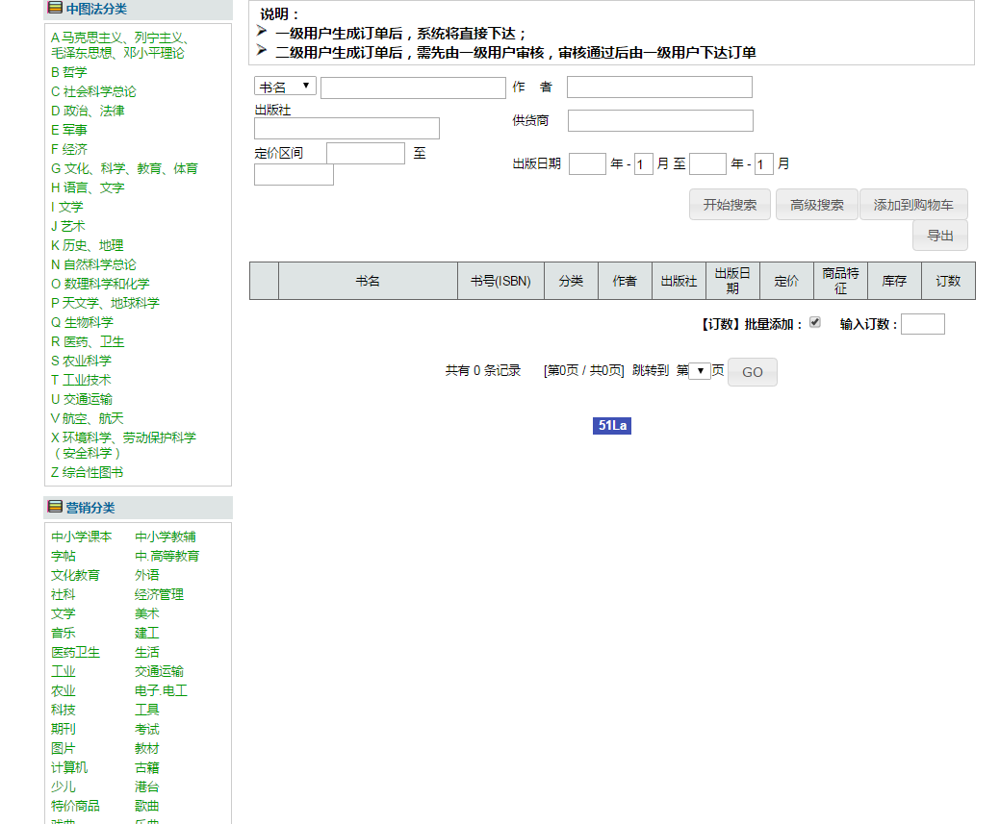 中图法分类
A 马克思主义、列宁主义、
毛泽东思想、邓小平理论
B 哲学
C 社会科学总论
D 政治、法律
E 军事
F 经济
G 文化、科学、教育、体育
H 语言、文字
I 文学
J 艺术
K 历史、地理
N 自然科学总论
O 数理科学和化学
P 天文学、地球科学
Q 生物科学
R 医药、卫生
S 农业科学
T 工业技术
U 交通运输
V 航空、航天
X 环境科学、劳动保护科学
（安全科学）
Z 综合性图书
营销分类
中小学课本 中小学教辅
字帖 中.高等教育
文化教育 外语
社科 经济管理
文学 美术
音乐 建工
医药卫生 生活
工业 交通运输
农业 电子.电工
科技 工具
期刊 考试
图片 教材
计算机 古籍
少儿 港台
特价商品 歌曲
戏曲 乐曲
说明：
一级用户生成订单后，系统将直接下达；
二级用户生成订单后，需先由一级用户审核，审核通过后由一级用户下达订单
书名 作 者
出版社
供货商
定价区间 至
出版日期 年 - 1 月 至 年 - 1 月
开始搜索 高级搜索 添加到购物车
导出
书名 书号(ISBN) 分类 作者 出版社 出版日期 定价 商品特征 库存 订数
【订数】批量添加： 输入订数：
共有 0 条记录 [第0页 / 共0页] 跳转到 第 页 GO
51La